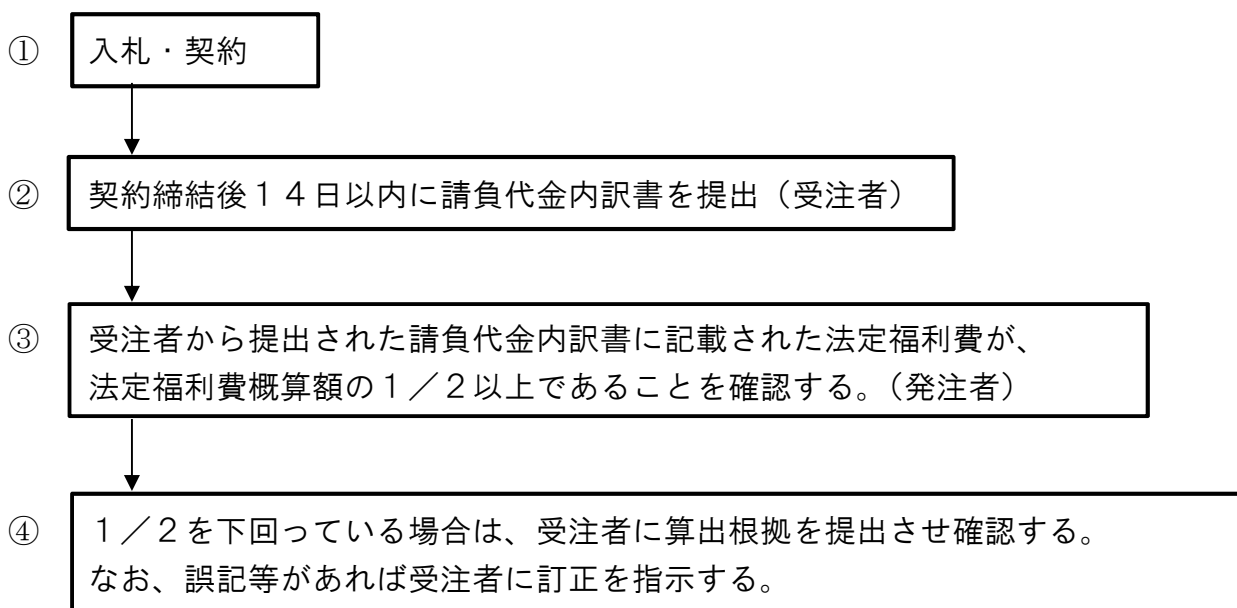 ① 入札・契約
② 契約締結後１４日以内に請負代金内訳書を提出（受注者）
③ 受注者から提出された請負代金内訳書に記載された法定福利費が、
法定福利費概算額の１／２以上であることを確認する。（発注者）
④ １／２を下回っている場合は、受注者に算出根拠を提出させ確認する。
なお、誤記等があれば受注者に訂正を指示する。